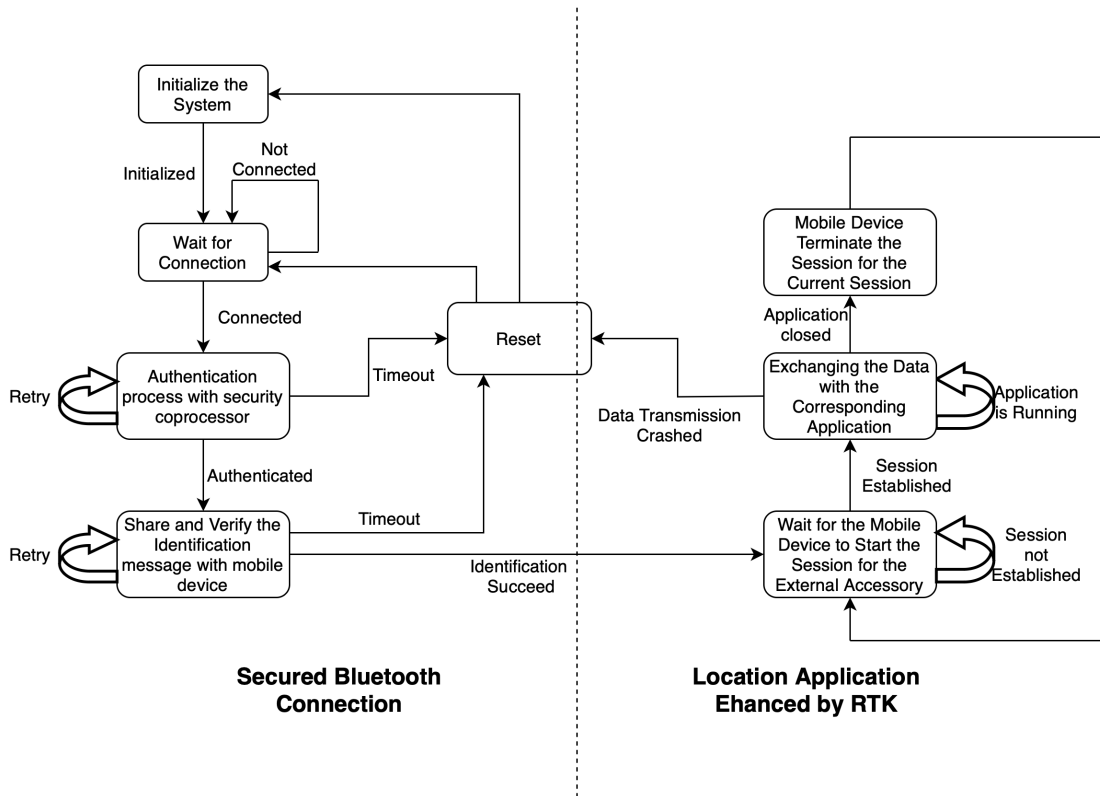 Initialize the
System
Initialized
Not
Connected
Wait for
Connection
Connected
Retry
Authentication
process with security
coprocessor
Timeout
Authenticated
Retry
Share and Verify the
Identification
message with mobile
device
Timeout
Identification
Succeed
Reset
Mobile Device
Terminate the
Session for the
Current Session
Application
closed
Exchanging the Data
with the
Corresponding
Application
Application
is Running
Data Transmission
Crashed
Session
Established
Wait for the Mobile
Device to Start the
Session for the
External Accessory
Session
not
Established
Secured Bluetooth
Connection
Location Application
Ehanced by RTK